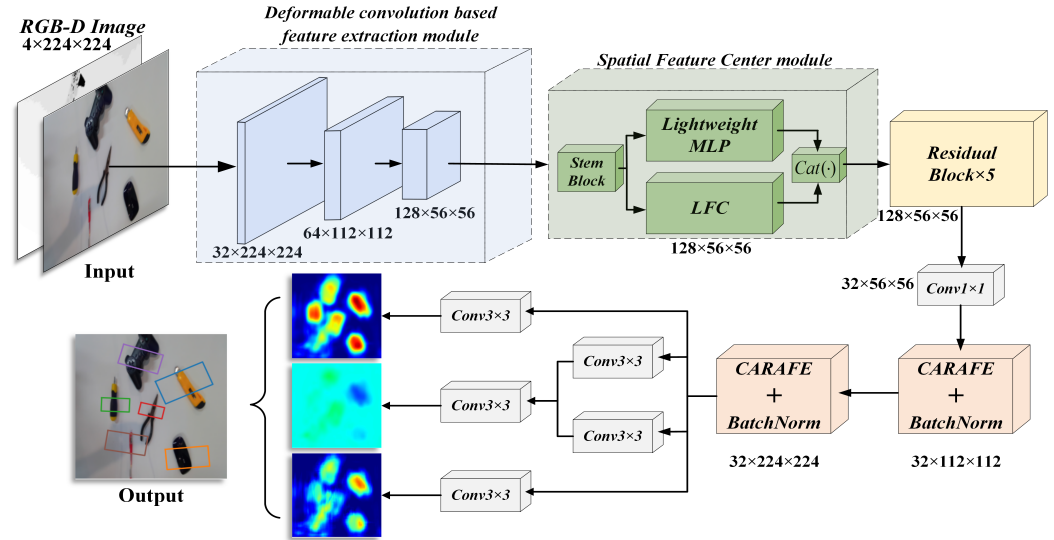 RGB-D Image
4×224×224
Input
Deformable convolution based
feature extraction module
32×224×224
64×112×112
128×56×56
Spatial Feature Center module
Stem
Block
Lightweight
MLP
LFC
Cat(·)
128×56×56
Residual
Block×5
128×56×56
32×56×56
Conv1×1
CARAFE
+
BatchNorm
32×112×112
CARAFE
+
BatchNorm
32×224×224
Conv3×3
Conv3×3
Conv3×3
Conv3×3
Conv3×3
Output